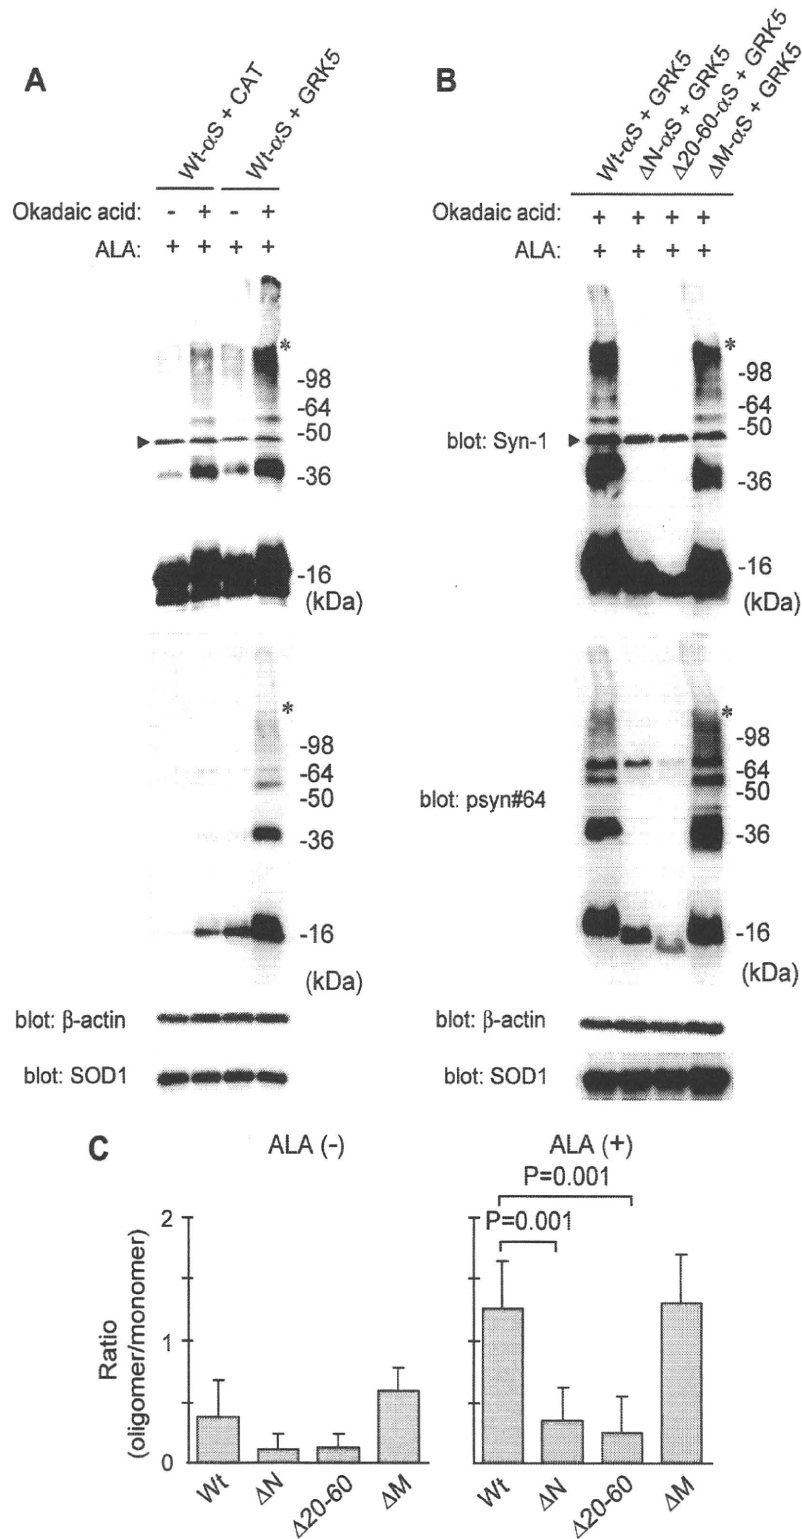 A
Wt-αS + CAT
Wt-αS + GRK5
Okadaic acid: - + - +
ALA: + + + +
*
-98
-64
-50
-36
-16
(kDa)
*
-98
-64
-50
-36
-16
(kDa)
blot: β-actin
blot: SOD1
B
Wt-αS + GRK5
ΔN-αS + GRK5
Δ20-60-αS + GRK5
ΔM-αS + GRK5
Okadaic acid: + + + +
ALA: + + + +
*
-98
-64
-50
blot: Syn-1
-36
-16
(kDa)
*
-98
-64
-50
blot: psyn#64
-36
-16
(kDa)
blot: β-actin
blot: SOD1
C
ALA (-)
ALA (+)
P=0.001
P=0.001
Ratio
(oligomer/monomer)
2
1
0
Wt ΔN Δ20-60 ΔM
Wt ΔN Δ20-60 ΔM